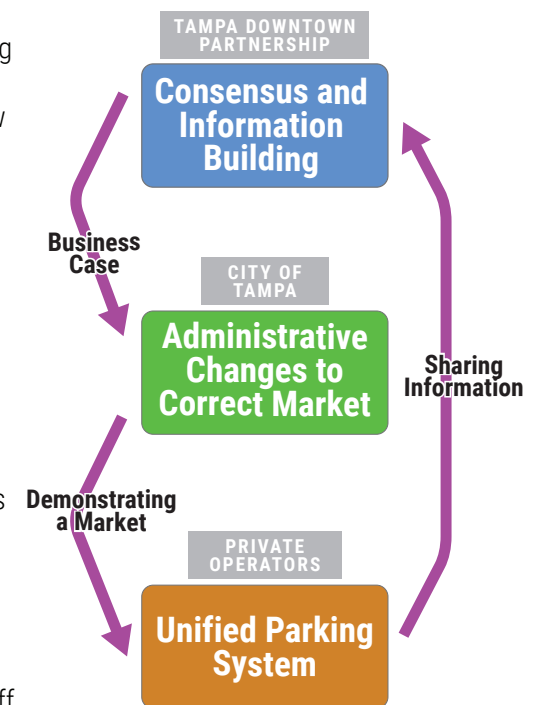 TAMPA DOWNTOWN
PARTNERSHIP
Consensus and
Information
Building
Business
Case
CITY OF
TAMPA
Administrative
Changes to
Correct Market
Sharing
Information
Demonstrating
a Market
PRIVATE
OPERATORS
Unified Parking
System